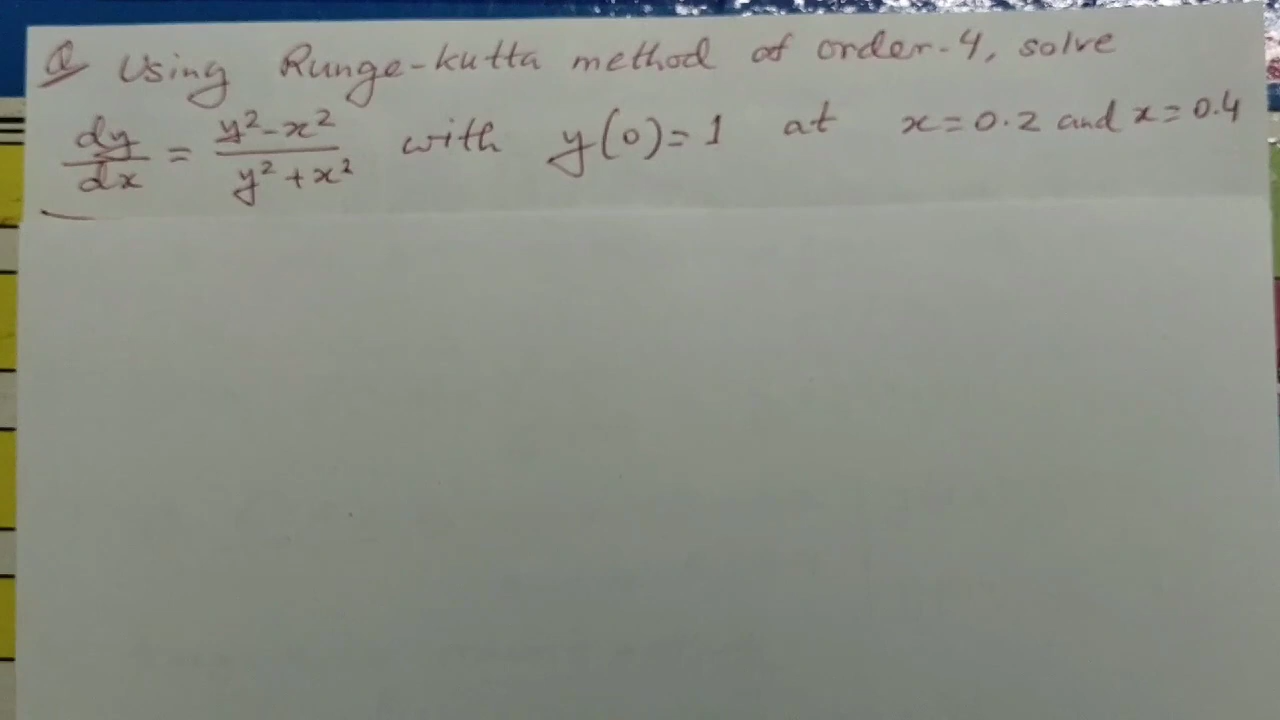 Q Using Runge-kutta method of order-4, solve
dy/dx = y²-x²/y²+x² with y(0)=1 at x=0.2 and x=0.4